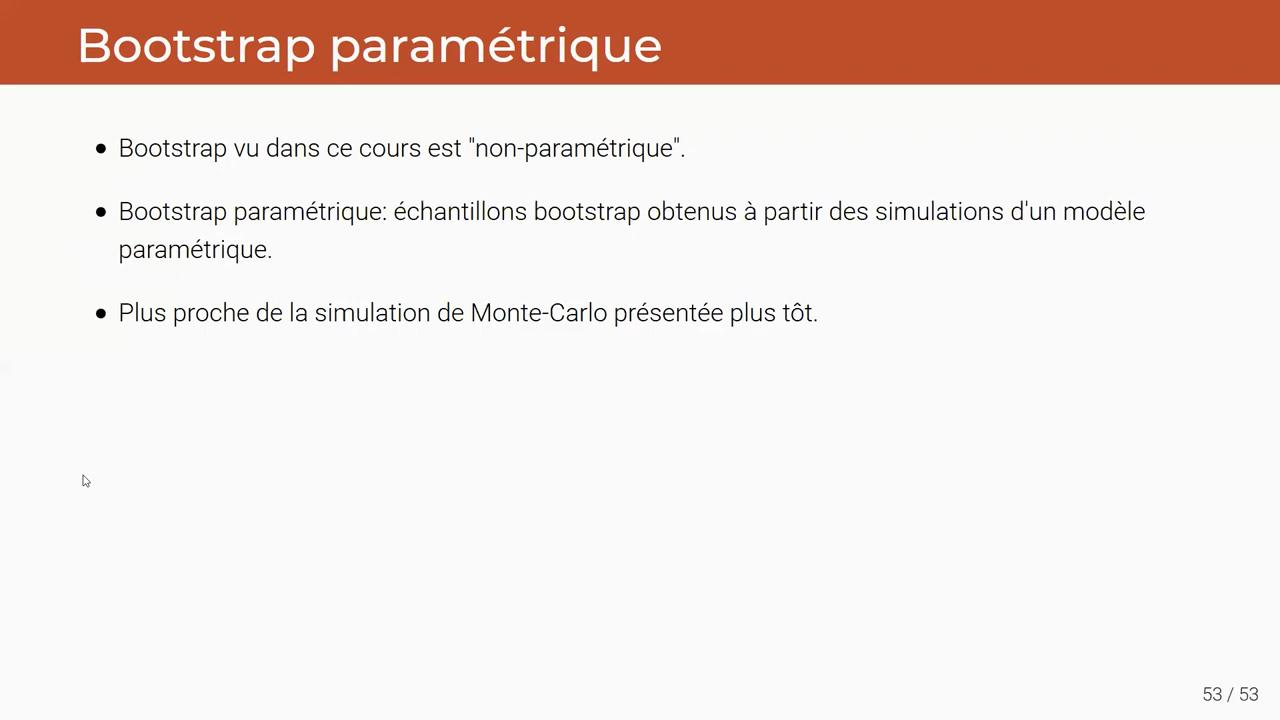 Bootstrap paramétrique
• Bootstrap vu dans ce cours est "non-paramétrique".
• Bootstrap paramétrique: échantillons bootstrap obtenus à partir des simulations d'un modèle
paramétrique.
• Plus proche de la simulation de Monte-Carlo présentée plus tôt.
53 / 53